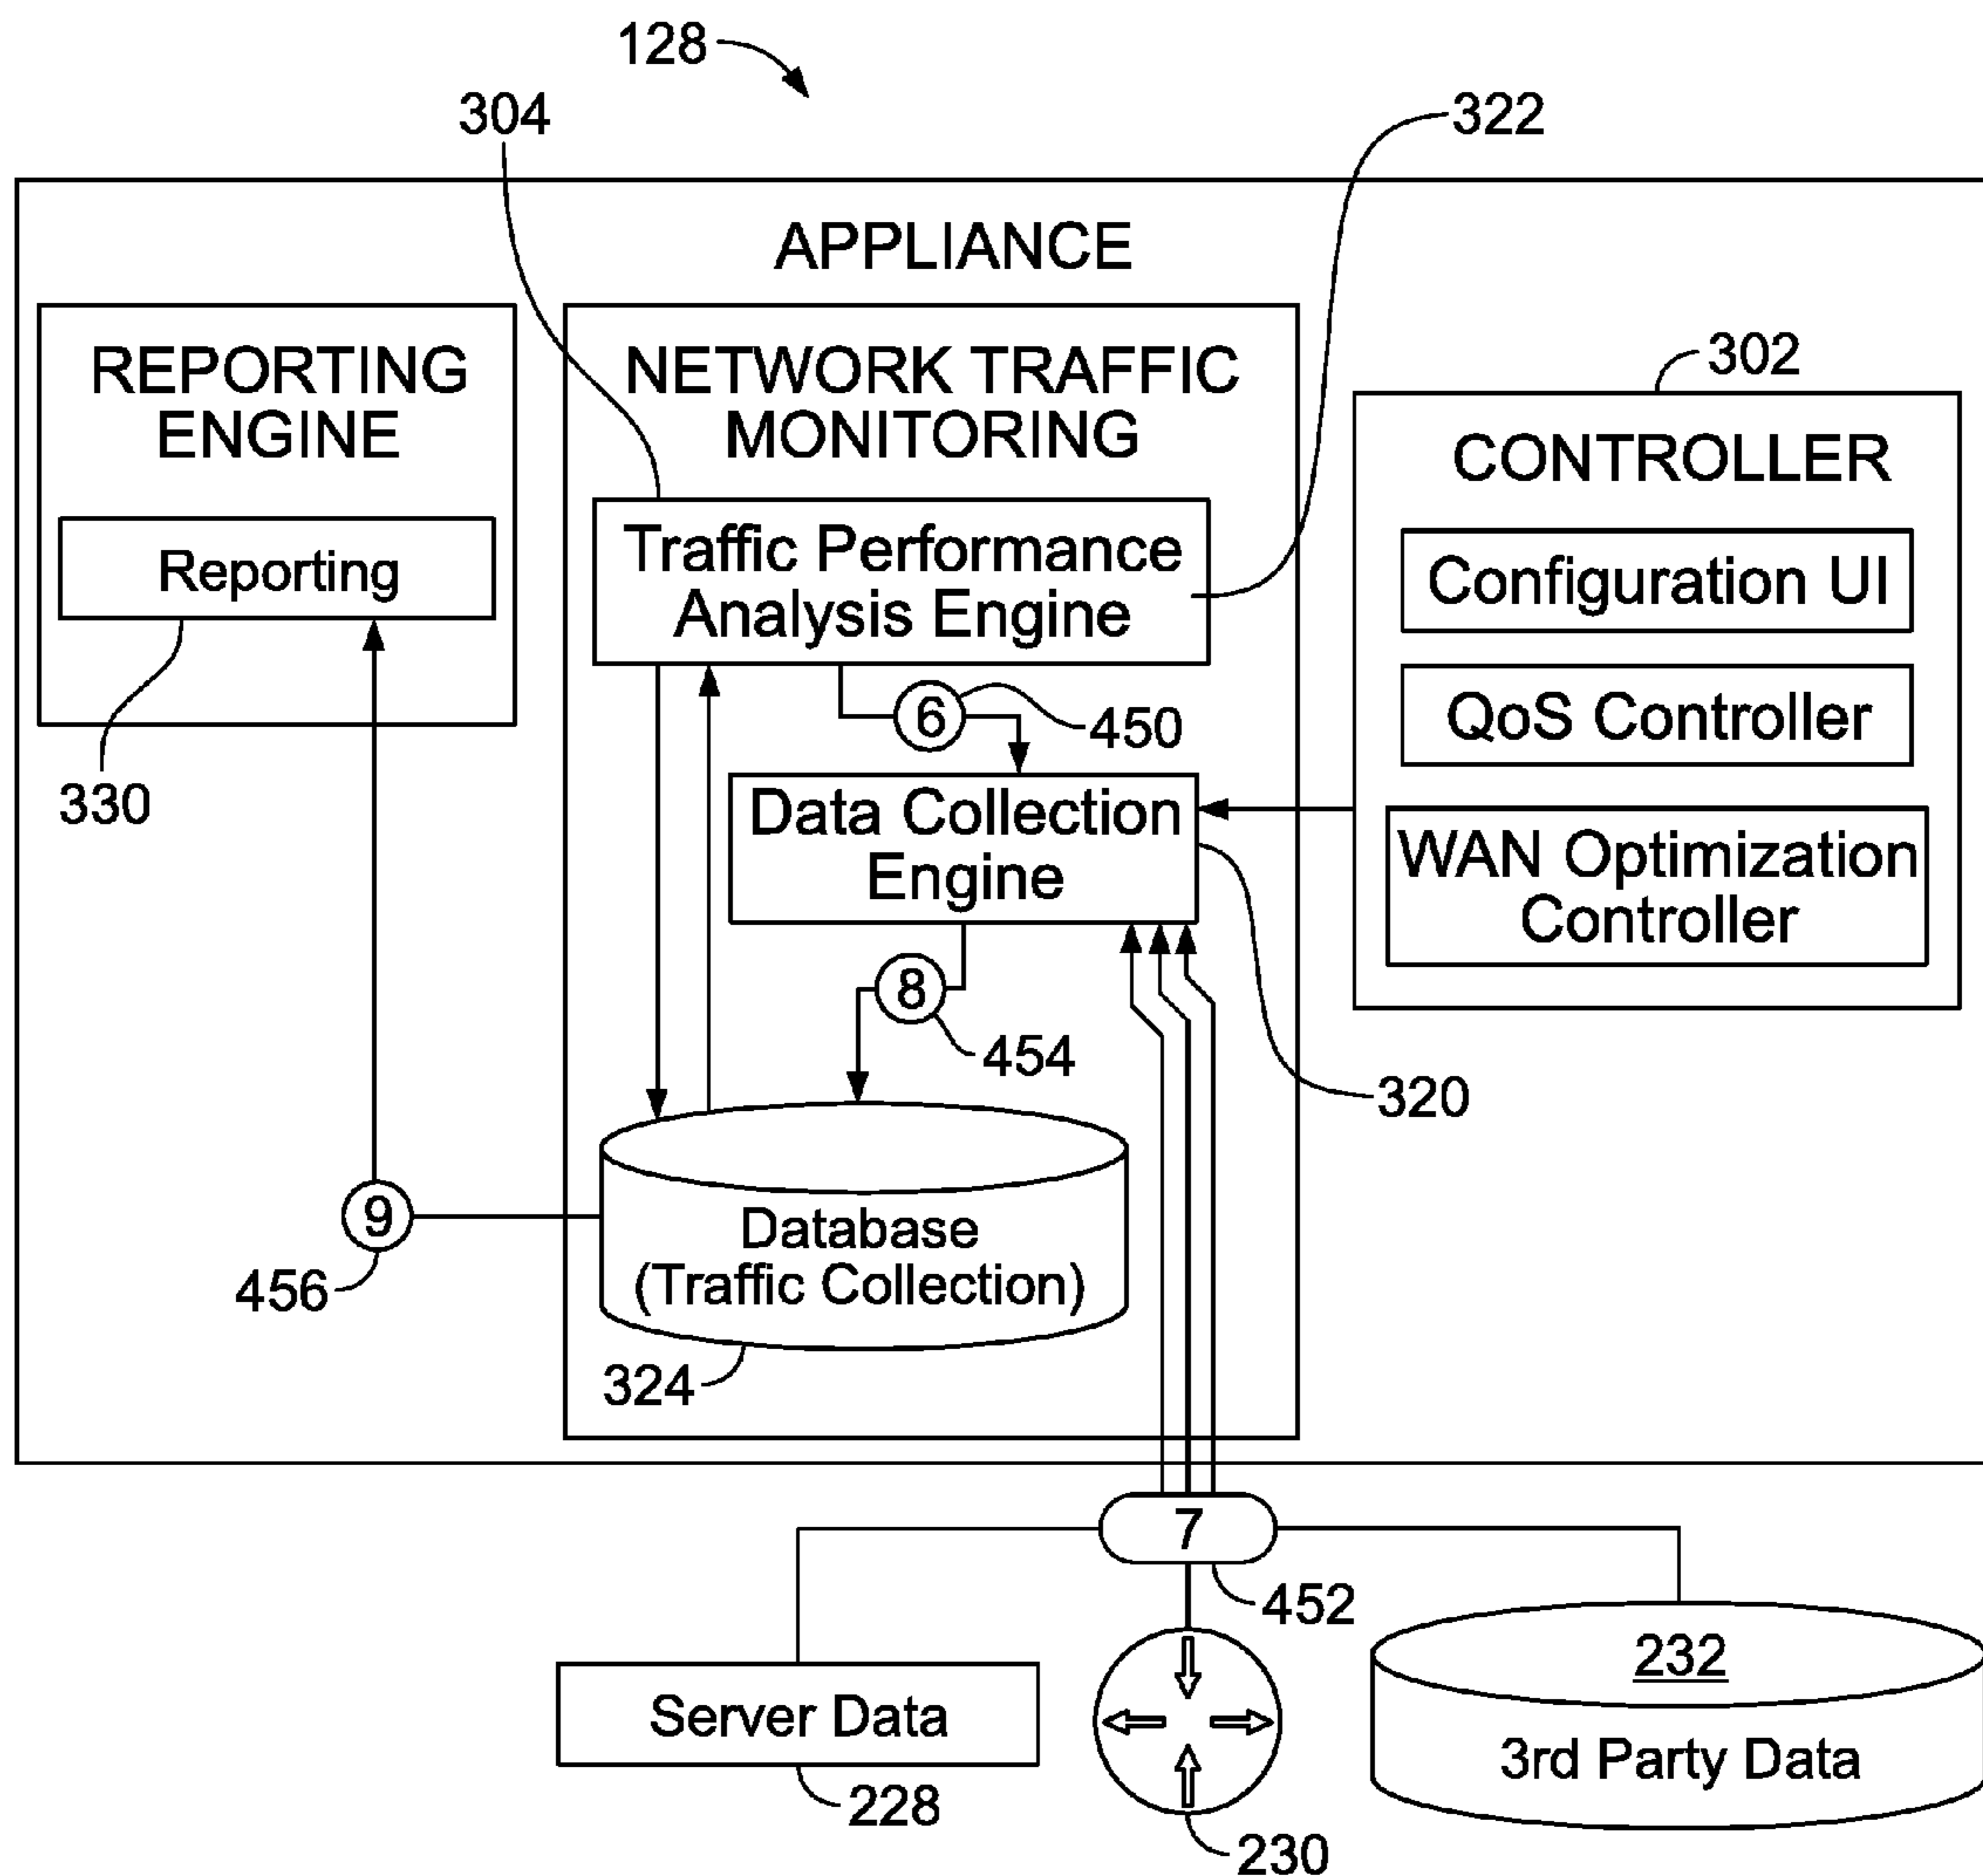 128
304
322
APPLIANCE
REPORTING
ENGINE
Reporting
330
NETWORK TRAFFIC
MONITORING
Traffic Performance
Analysis Engine
6
450
Data Collection
Engine
8
454
320
302
CONTROLLER
Configuration UI
QoS Controller
WAN Optimization
Controller
9
456
Database
(Traffic Collection)
324
7
452
Server Data
228
230
232
3rd Party Data